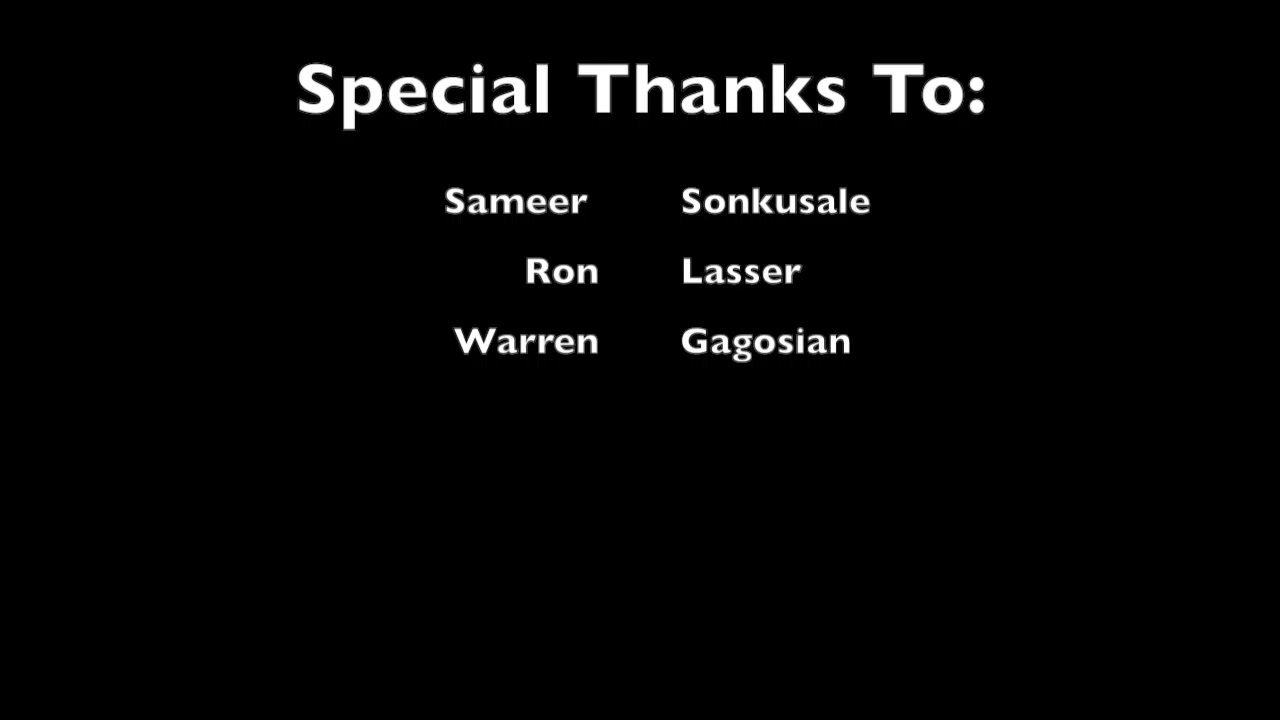 Special Thanks To:
Sameer Sonkusale
Ron Lasser
Warren Gagosian